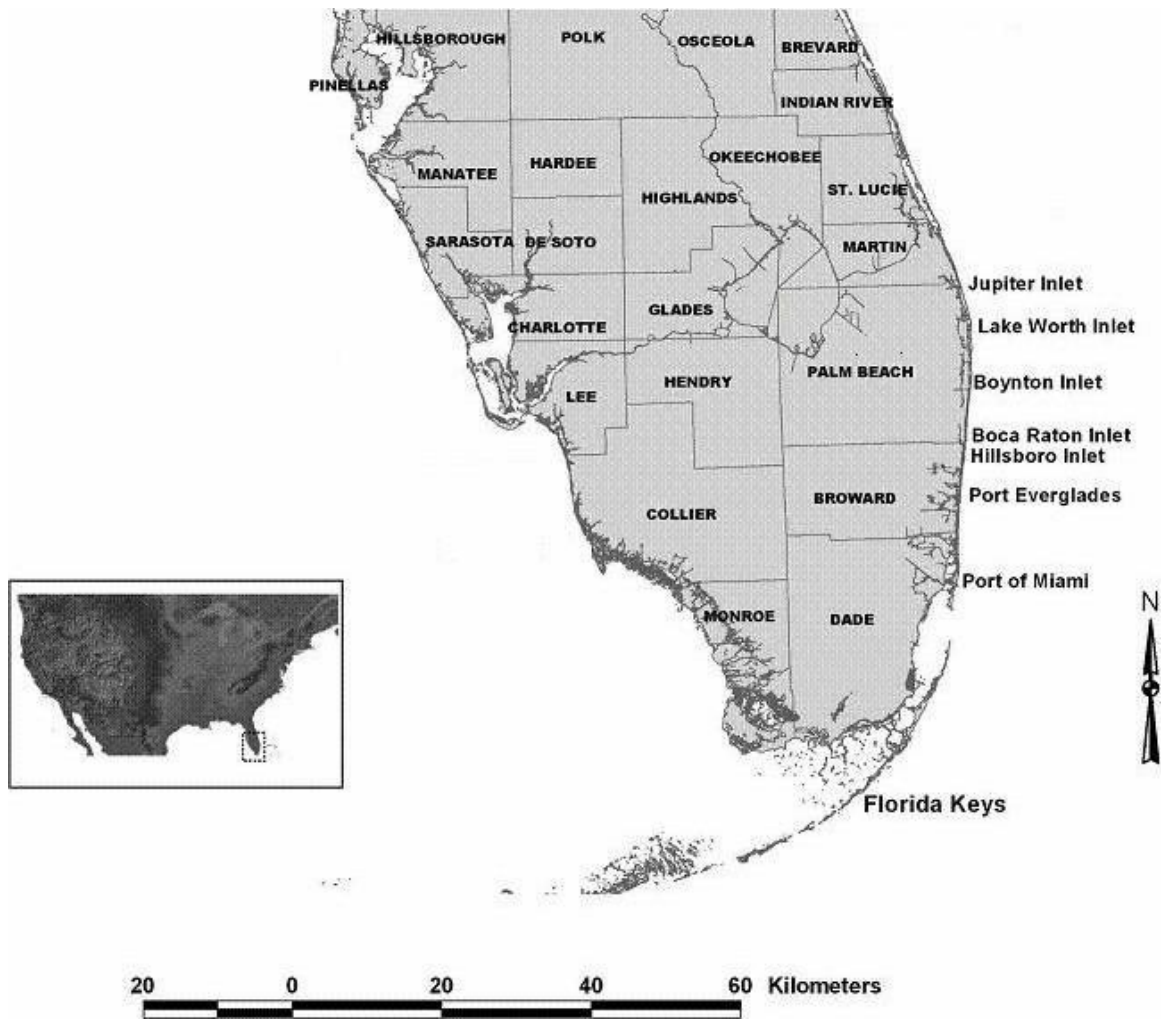 HILLSBOROUGH
POLK
OSCEOLA
BREVARD
PINELLAS
INDIAN RIVER
MANATEE
HARDEE
OKEECHOBEE
HIGHLANDS
ST. LUCIE
SARASOTA
DE SOTO
MARTIN
Jupiter Inlet
CHARLOTTE
GLADES
Lake Worth Inlet
LEE
HENDRY
PALM BEACH
Boynton Inlet
Boca Raton Inlet
Hillsboro Inlet
COLLIER
BROWARD
Port Everglades
Port of Miami
MONROE
DADE
N
Florida Keys
20 0 20 40 60 Kilometers